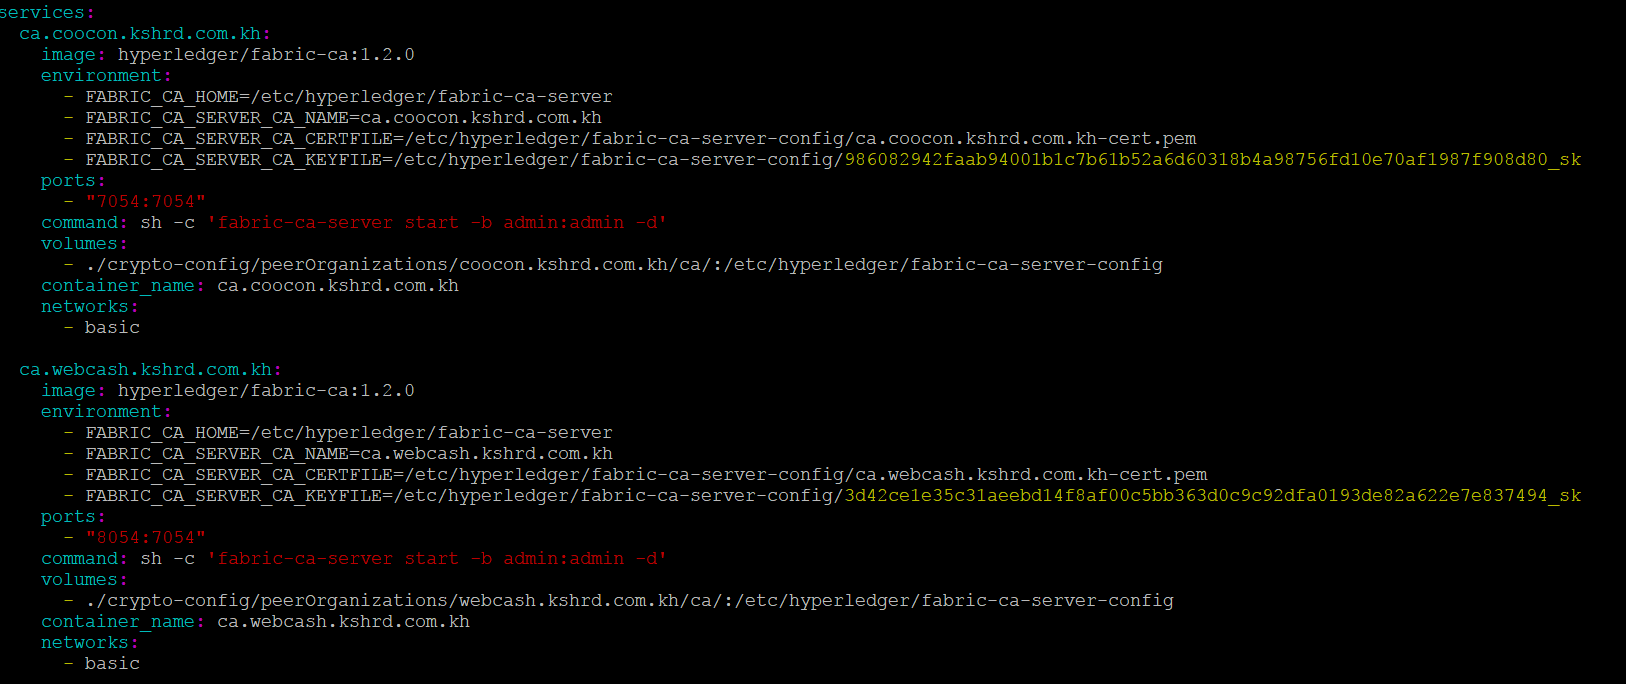 services:
  ca.coocon.kshrd.com.kh:
    image: hyperledger/fabric-ca:1.2.0
    environment:
      - FABRIC_CA_HOME=/etc/hyperledger/fabric-ca-server
      - FABRIC_CA_SERVER_CA_NAME=ca.coocon.kshrd.com.kh
      - FABRIC_CA_SERVER_CA_CERTFILE=/etc/hyperledger/fabric-ca-server-config/ca.coocon.kshrd.com.kh-cert.pem
      - FABRIC_CA_SERVER_CA_KEYFILE=/etc/hyperledger/fabric-ca-server-config/986082942faab94001b1c7b61b52a6d60318b4a98756fd10e70af1987f908d80_sk
    ports:
      - "7054:7054"
    command: sh -c 'fabric-ca-server start -b admin:admin -d'
    volumes:
      - ./crypto-config/peerOrganizations/coocon.kshrd.com.kh/ca/:/etc/hyperledger/fabric-ca-server-config
    container_name: ca.coocon.kshrd.com.kh
    networks:
      - basic

  ca.webcash.kshrd.com.kh:
    image: hyperledger/fabric-ca:1.2.0
    environment:
      - FABRIC_CA_HOME=/etc/hyperledger/fabric-ca-server
      - FABRIC_CA_SERVER_CA_NAME=ca.webcash.kshrd.com.kh
      - FABRIC_CA_SERVER_CA_CERTFILE=/etc/hyperledger/fabric-ca-server-config/ca.webcash.kshrd.com.kh-cert.pem
      - FABRIC_CA_SERVER_CA_KEYFILE=/etc/hyperledger/fabric-ca-server-config/3d42ce1e35c31aeebd14f8af00c5bb363d0c9c92dfa0193de82a622e7e837494_sk
    ports:
      - "8054:7054"
    command: sh -c 'fabric-ca-server start -b admin:admin -d'
    volumes:
      - ./crypto-config/peerOrganizations/webcash.kshrd.com.kh/ca/:/etc/hyperledger/fabric-ca-server-config
    container_name: ca.webcash.kshrd.com.kh
    networks:
      - basic